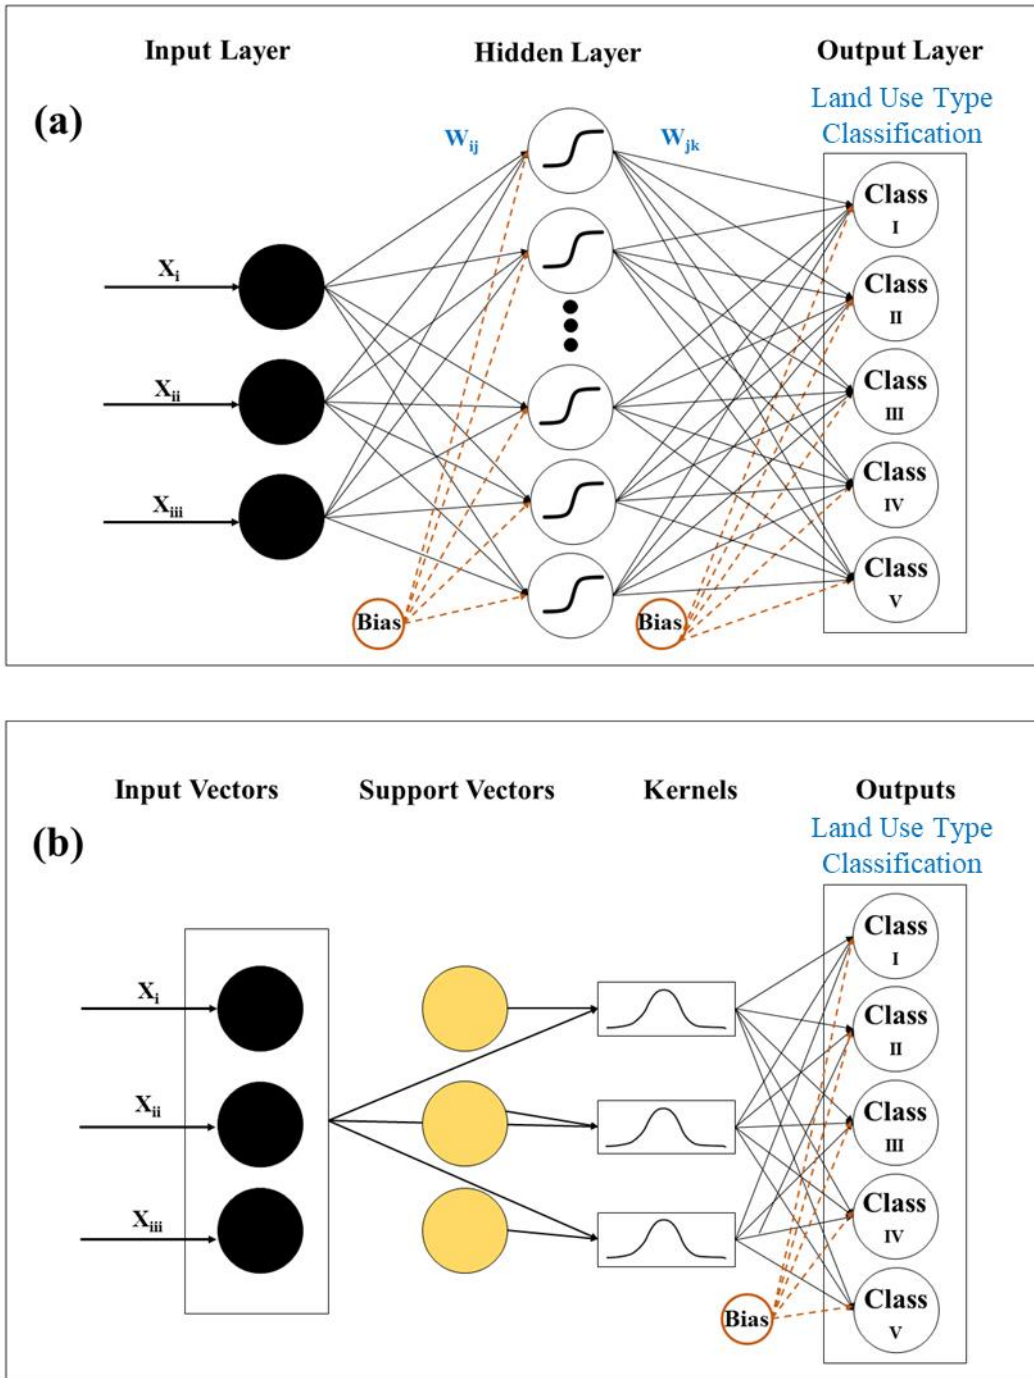 Input Layer
Hidden Layer
Output Layer
Land Use Type
Classification
(a)
Wij
Wjk
Xi
Xii
Xiii
Class
I
Class
II
Class
III
Class
IV
Class
V
Bias
Bias
Input Vectors
Support Vectors
Kernels
Outputs
Land Use Type
Classification
(b)
Xi
Xii
Xiii
Class
I
Class
II
Class
III
Class
IV
Class
V
Bias